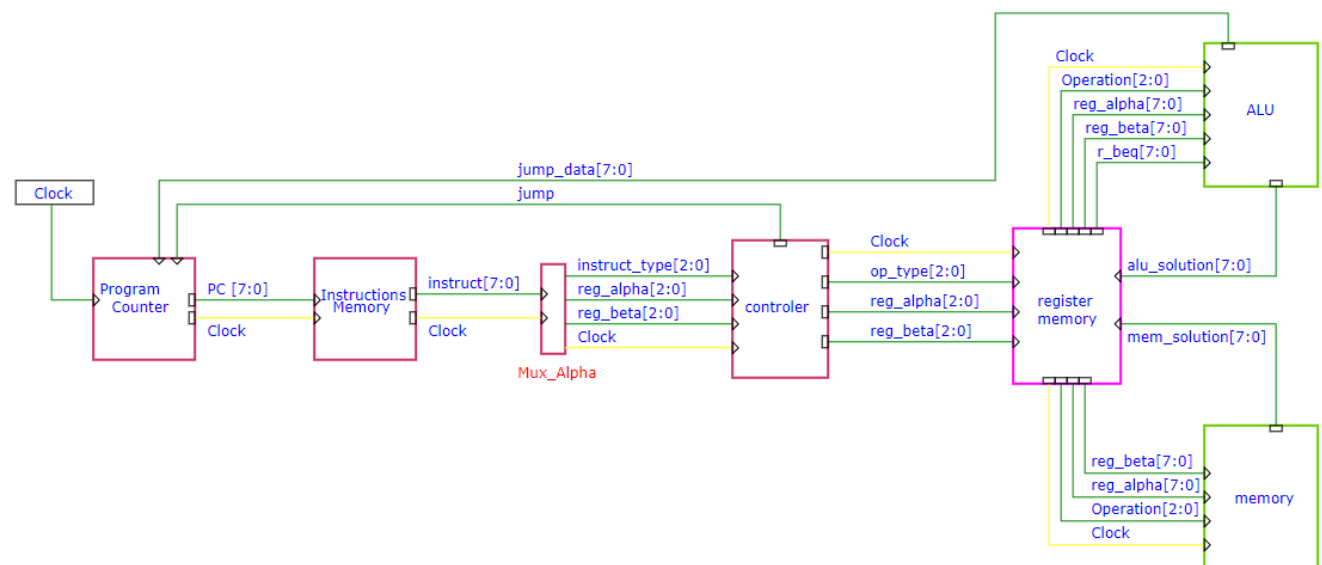 Clock
Operation[2:0]
reg_alpha[7:0]
reg_beta[7:0]
r_beq[7:0]
ALU
jump_data[7:0]
jump
Clock
Program
Counter
PC [7:0]
Clock
Instructions
Memory
instruct[7:0]
Clock
Mux_Alpha
instruct_type[2:0]
reg_alpha[2:0]
reg_beta[2:0]
Clock
controler
Clock
op_type[2:0]
reg_alpha[2:0]
reg_beta[2:0]
register
memory
alu_solution[7:0]
mem_solution[7:0]
reg_beta[7:0]
reg_alpha[7:0]
Operation[2:0]
Clock
memory